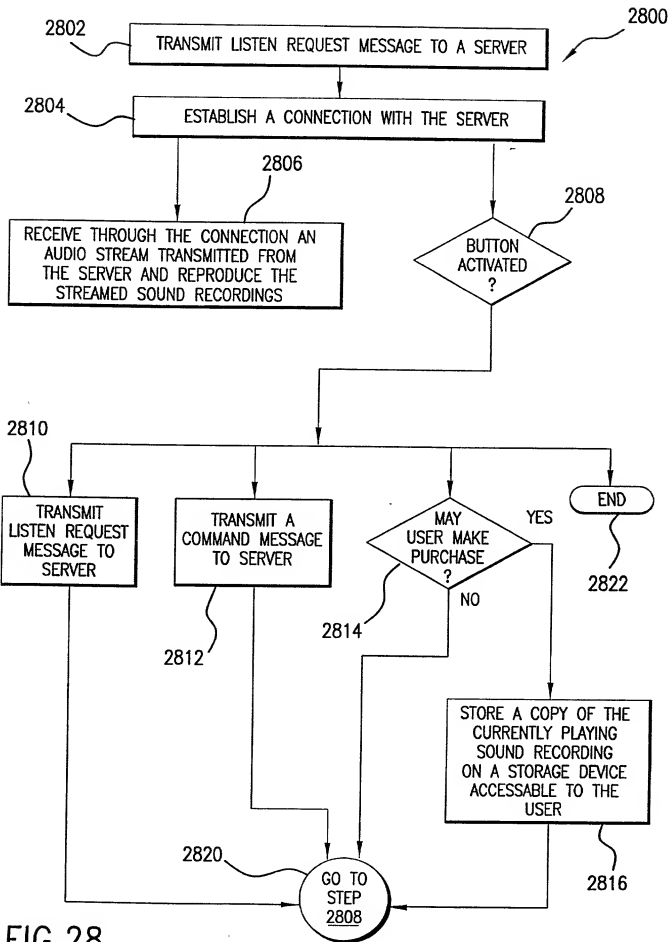 2800
2802
TRANSMIT LISTEN REQUEST MESSAGE TO A SERVER
2804
ESTABLISH A CONNECTION WITH THE SERVER
2806
RECEIVE THROUGH THE CONNECTION AN
AUDIO STREAM TRANSMITTED FROM
THE SERVER AND REPRODUCE THE
STREAMED SOUND RECORDINGS
2808
BUTTON
ACTIVATED
?
2810
TRANSMIT
LISTEN REQUEST
MESSAGE TO
SERVER
TRANSMIT A
COMMAND MESSAGE
TO SERVER
2812
MAY
USER MAKE
PURCHASE
?
YES
NO
2814
END
2822
STORE A COPY OF THE
CURRENTLY PLAYING
SOUND RECORDING
ON A STORAGE DEVICE
ACCESSABLE TO THE
USER
2816
2820
GO TO
STEP
2808
FIG.28